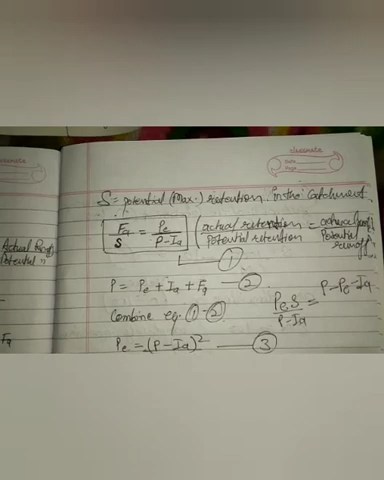 classmate
Date
Page
S = potential (Max.) retention in the Catchment
Fa/S = Pe/P-Ia (actual retention/Potential retention = actual runoff/Potential runoff)
①
Actual Runoff
Potential "
P = Pe + Ia + Fa — ②
Combine eq. ①-②
Pe S/P-Ia = P-Pe-Ia
Fa
Pe = (P-Ia)² — ③